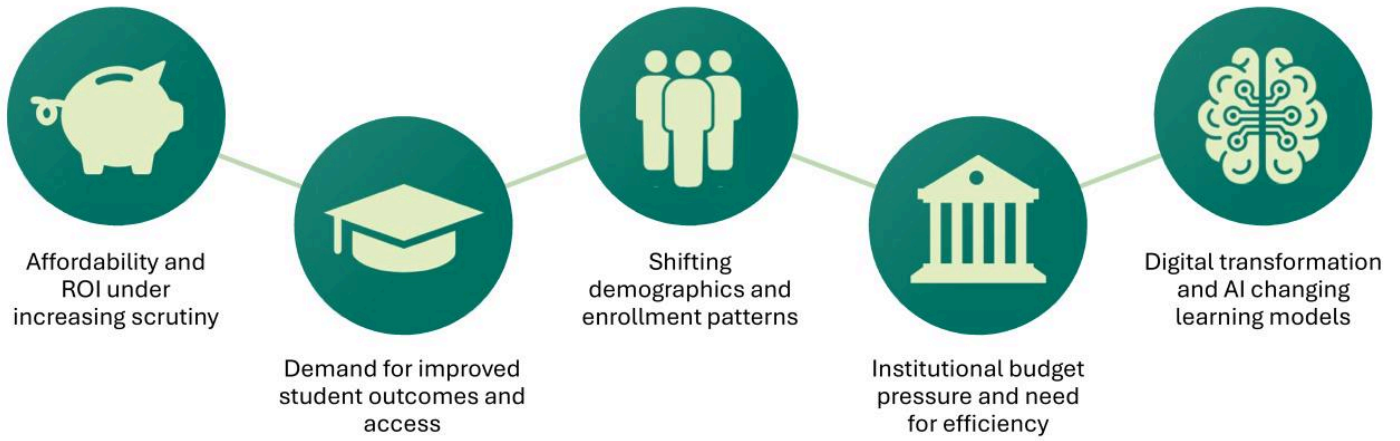 Affordability and
ROI under
increasing scrutiny
Demand for improved
student outcomes and
access
Shifting
demographics and
enrollment patterns
Institutional budget
pressure and need
for efficiency
Digital transformation
and AI changing
learning models